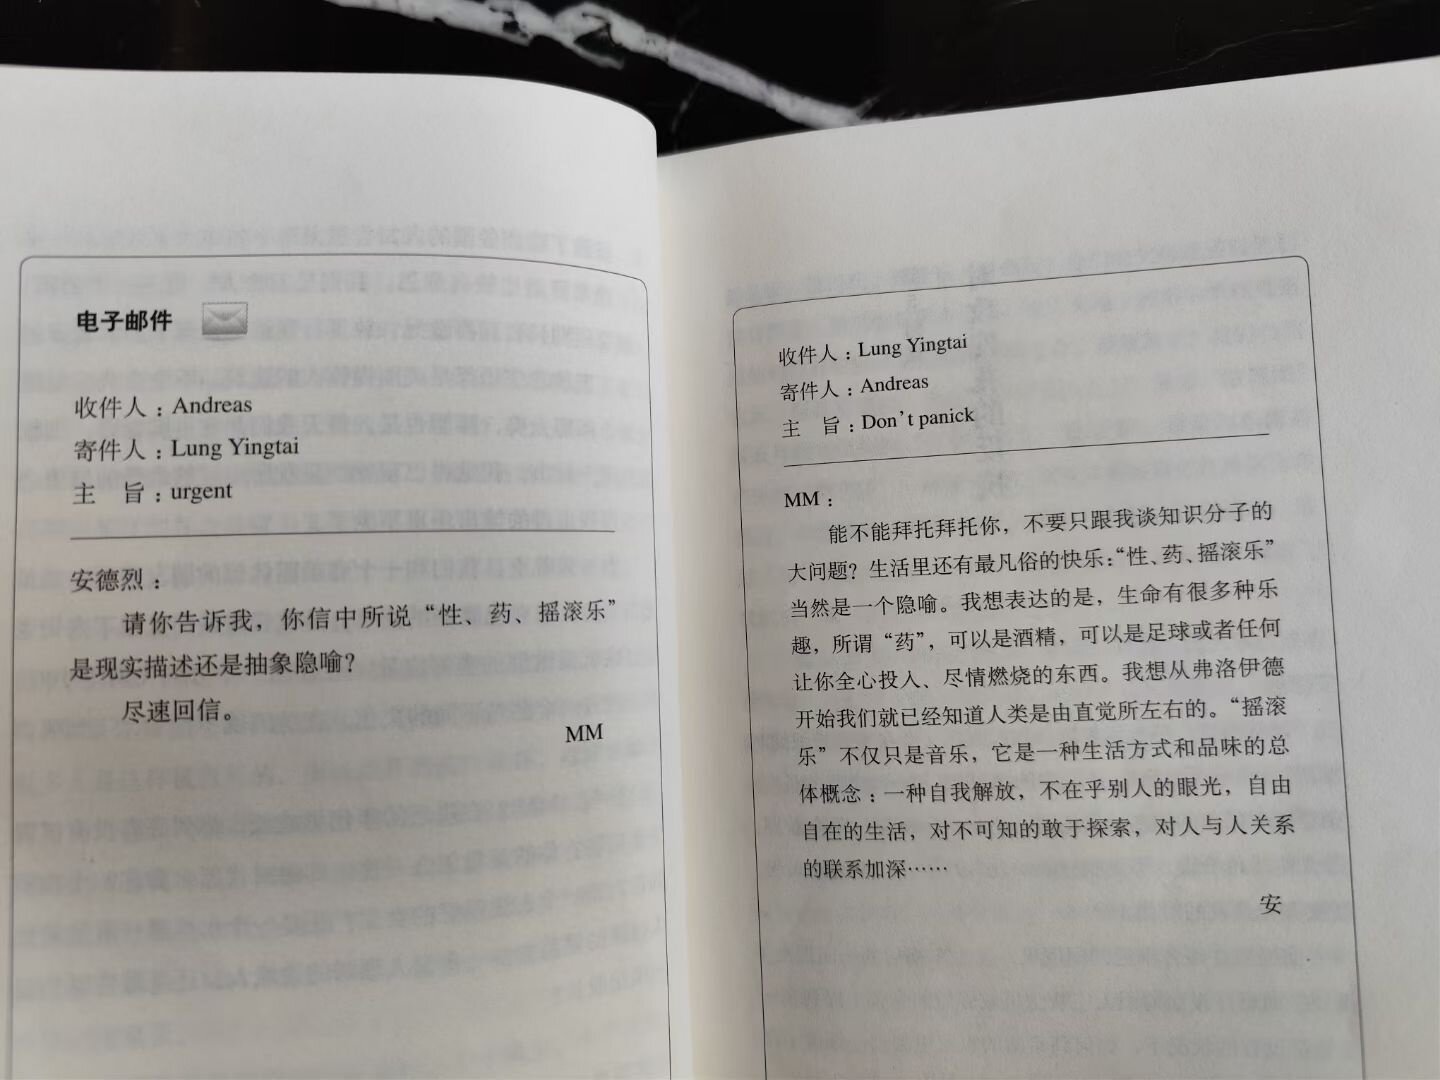 电子邮件
收件人：Andreas
寄件人：Lung Yingtai
主　旨：urgent
安德烈：
请你告诉我，你信中所说“性、药、摇滚乐”
是现实描述还是抽象隐喻？
尽速回信。
MM
收件人：Lung Yingtai
寄件人：Andreas
主　旨：Don’t panick
MM：
能不能拜托拜托你，不要只跟我谈知识分子的
大问题？生活里还有最凡俗的快乐：“性、药、摇滚乐”
当然是一个隐喻。我想表达的是，生命有很多种乐
趣，所谓“药”，可以是酒精，可以是足球或者任何
让你全心投入、尽情燃烧的东西。我想从弗洛伊德
开始我们就已经知道人类是由直觉所左右的。“摇滚
乐”不仅只是音乐，它是一种生活方式和品味的总
体概念：一种自我解放，不在乎别人的眼光，自由
自在的生活，对不可知的敢于探索，对人与人关系
的联系加深……
安